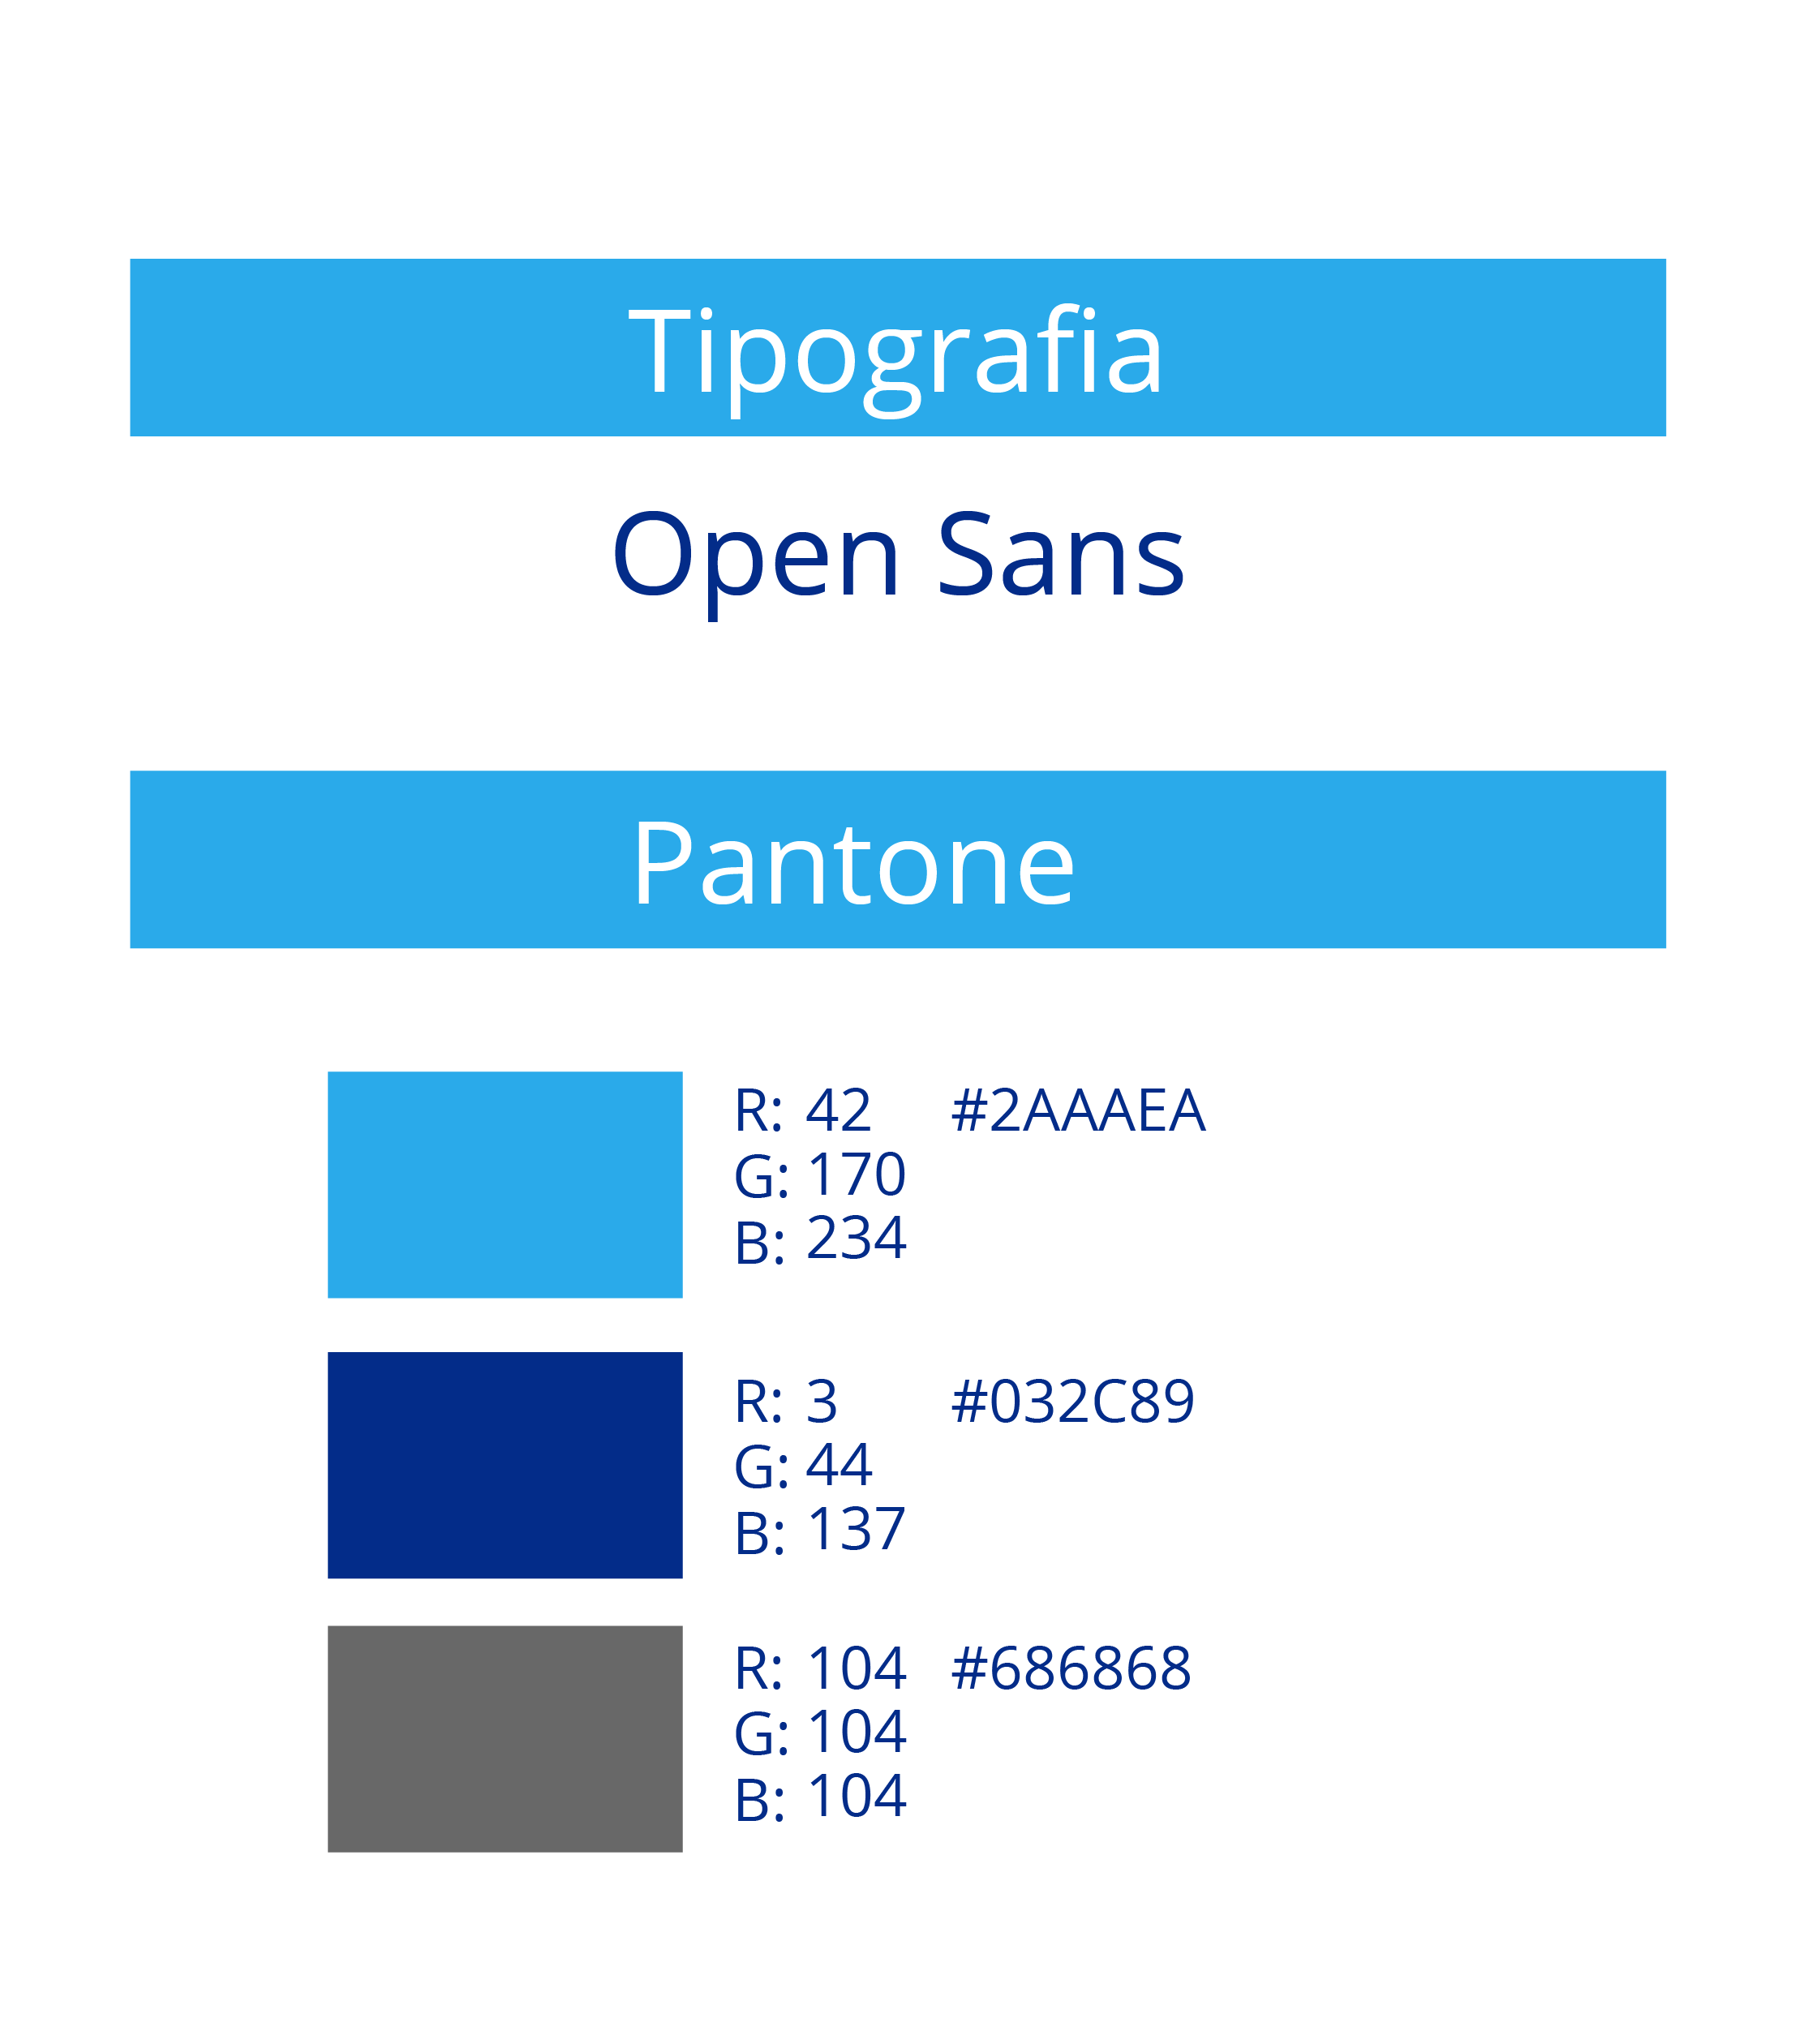 Tipografia
Open Sans
Pantone
R: 42 #2AAAEA
G: 170
B: 234
R: 3 #032C89
G: 44
B: 137
R: 104 #686868
G: 104
B: 104